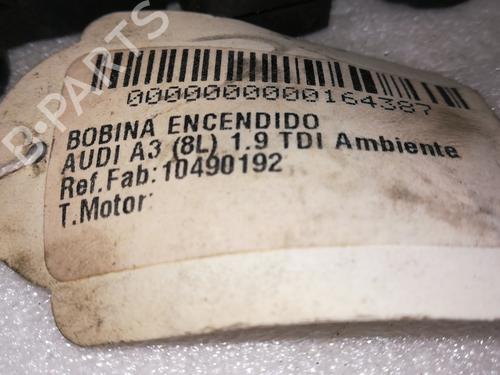 0000000000164387
BOBINA ENCENDIDO
AUDI A3 (8L) 1.9 TDI Ambiente
Ref.Fab:10490192
T.Motor:
B-PARTS